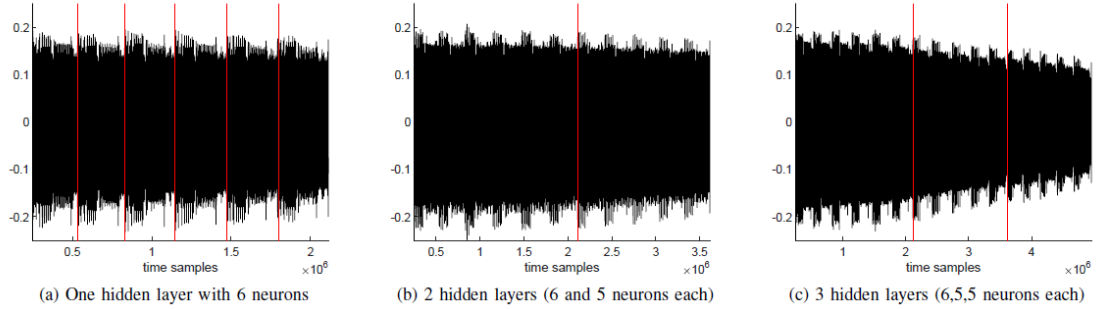 0.2
0.1
0
-0.1
-0.2
0.5 1 1.5 2
time samples ×10^6
(a) One hidden layer with 6 neurons
0.2
0.1
0
-0.1
-0.2
0.5 1 1.5 2 2.5 3 3.5
time samples ×10^6
(b) 2 hidden layers (6 and 5 neurons each)
0.2
0.1
0
-0.1
-0.2
1 2 3 4
time samples ×10^6
(c) 3 hidden layers (6,5,5 neurons each)